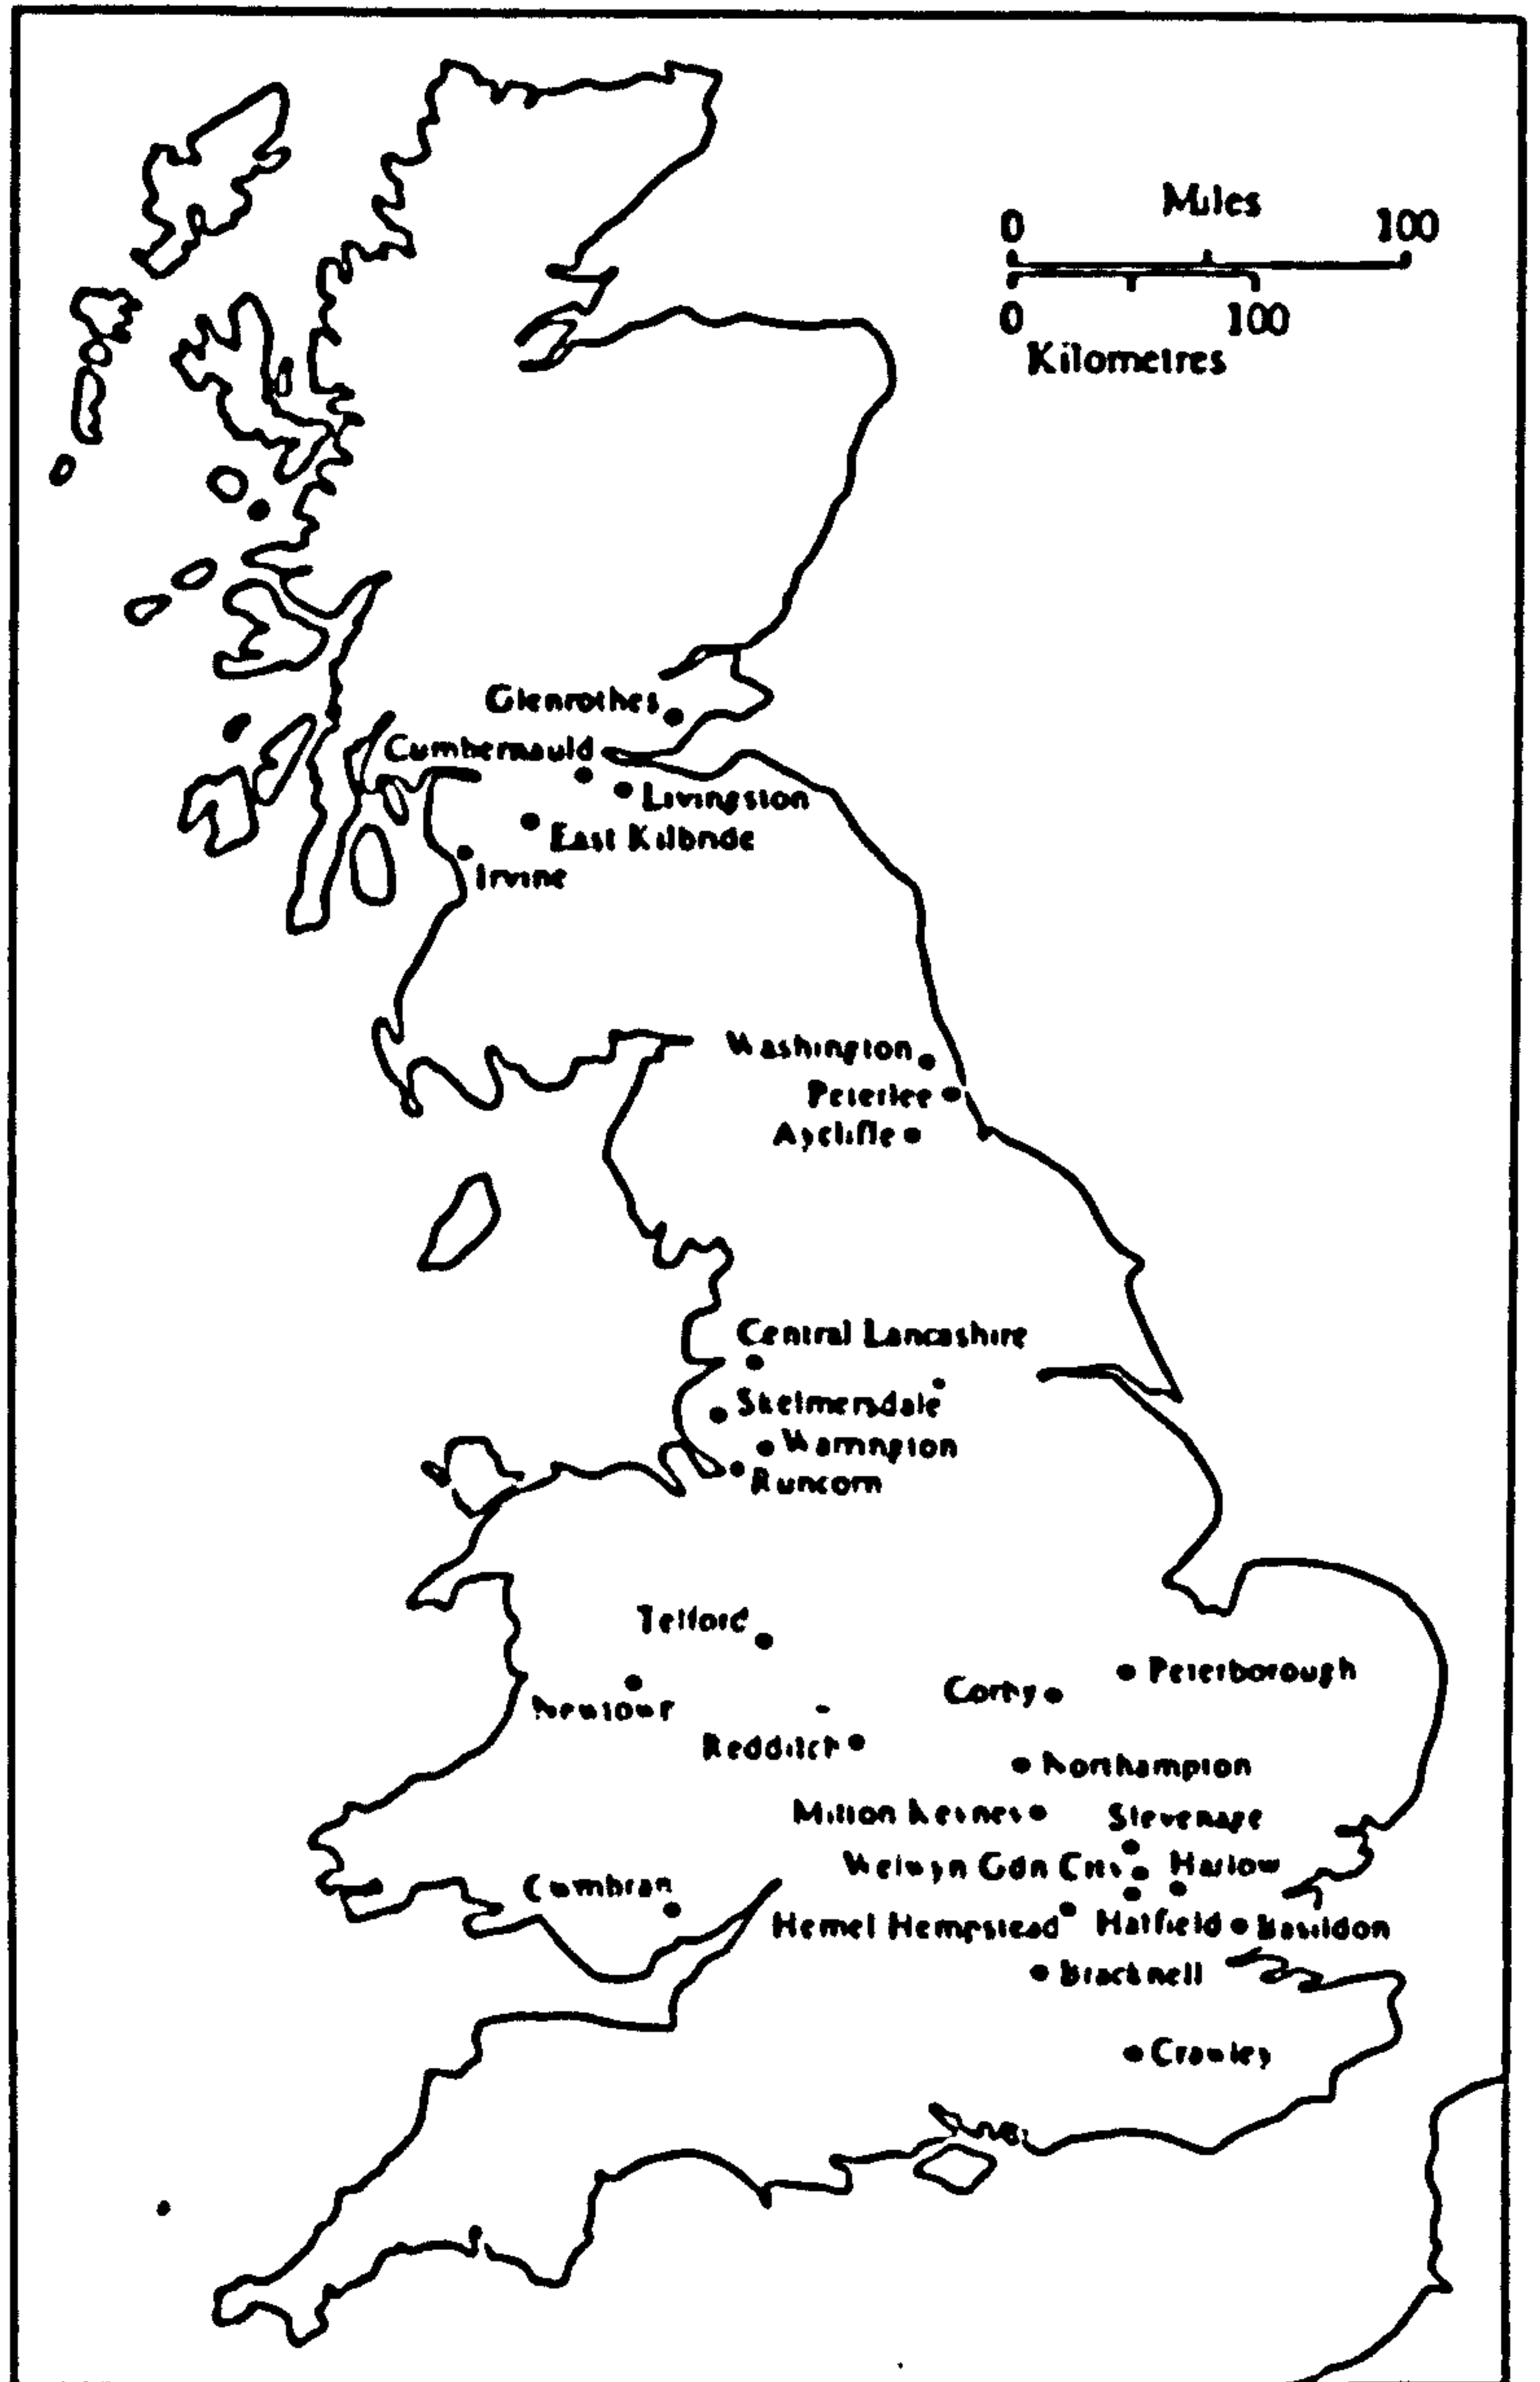 Miles
0 100
0 100
Kilometres
Glenrothes
Cumbernauld
Livingston
East Kilbride
Irvine
Washington
Peterlee
Aycliffe
Central Lancashire
Skelmersdale
Warrington
Runcorn
Telford
Newtown
Peterborough
Corby
Redditch
Northampton
Milton Keynes
Stevenage
Welwyn Gdn City
Harlow
Cwmbran
Hemel Hempstead
Hatfield
Basildon
Bracknell
Crawley